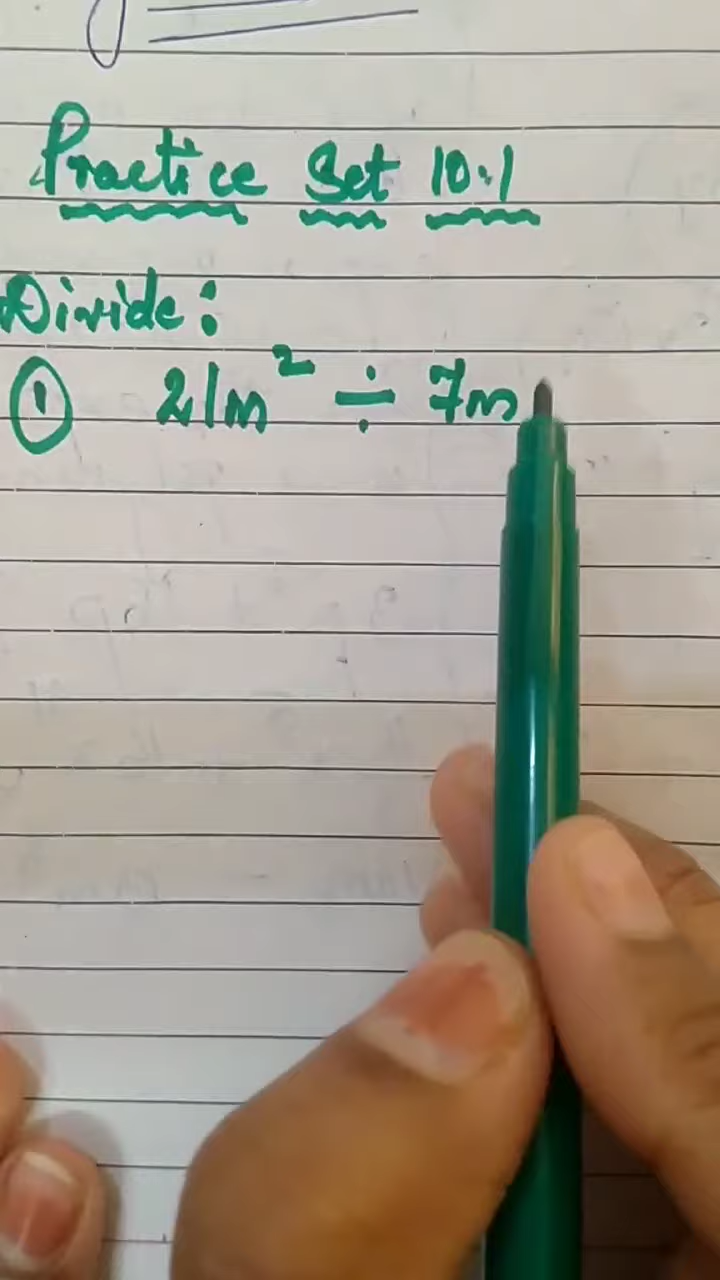 Practice Set 10.1
Divide:
① 21m² ÷ 7m